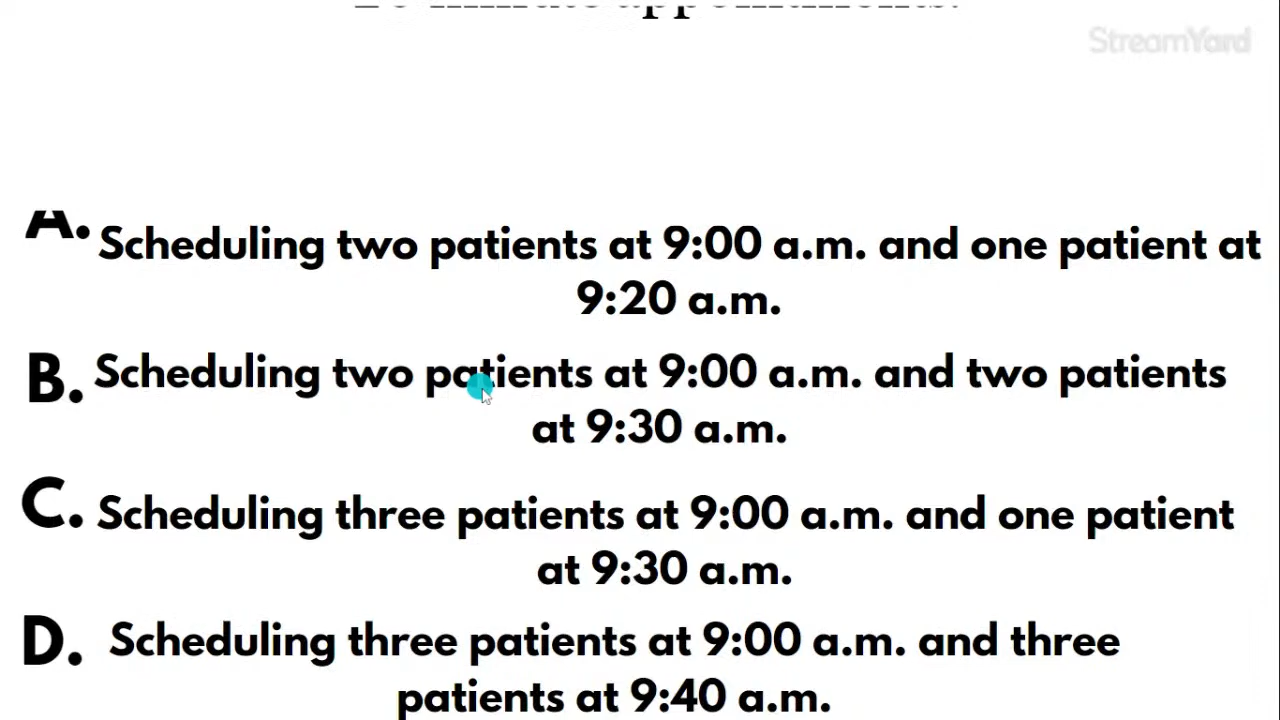 appointments.
StreamYard
A. Scheduling two patients at 9:00 a.m. and one patient at
9:20 a.m.
B. Scheduling two patients at 9:00 a.m. and two patients
at 9:30 a.m.
C. Scheduling three patients at 9:00 a.m. and one patient
at 9:30 a.m.
D. Scheduling three patients at 9:00 a.m. and three
patients at 9:40 a.m.